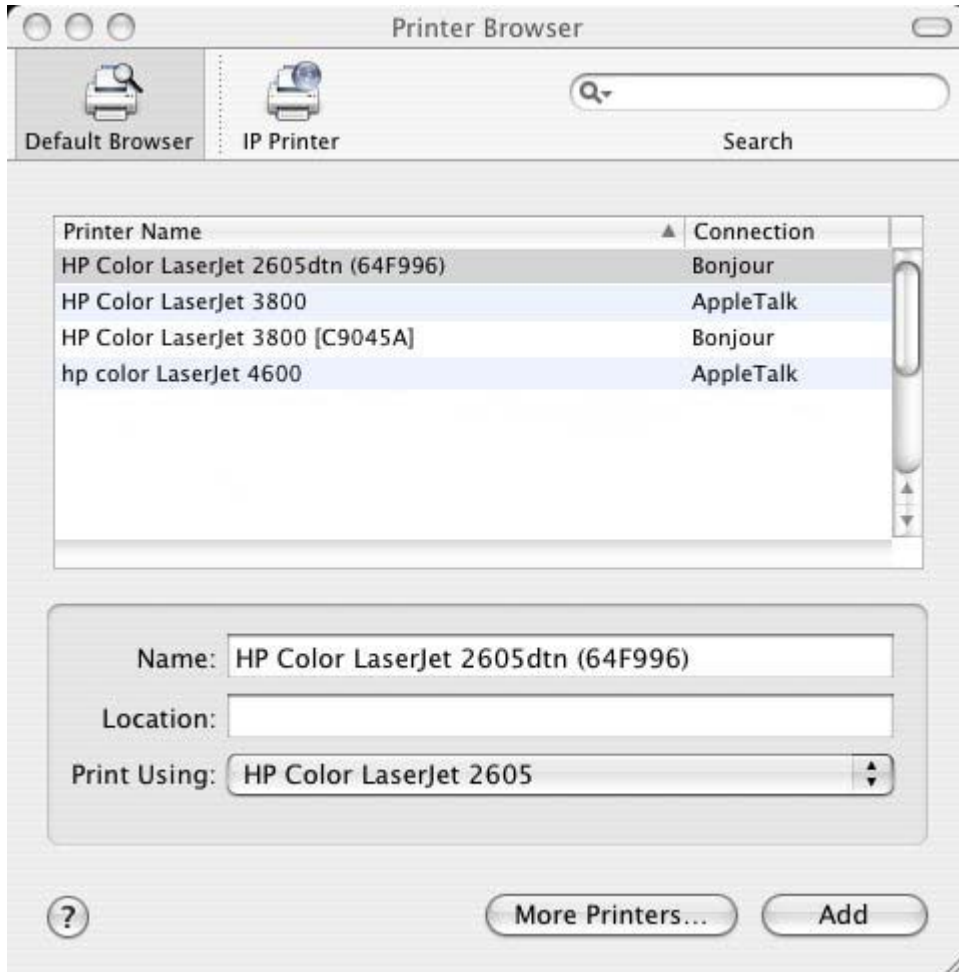 Printer Browser
Default Browser
IP Printer
Search
Printer Name Connection
HP Color LaserJet 2605dtn (64F996) Bonjour
HP Color LaserJet 3800 AppleTalk
HP Color LaserJet 3800 [C9045A] Bonjour
hp color LaserJet 4600 AppleTalk
Name: HP Color LaserJet 2605dtn (64F996)
Location:
Print Using: HP Color LaserJet 2605
? More Printers... Add